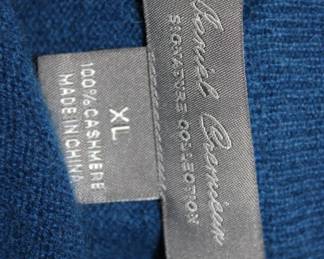 Daniel Cremieux
SIGNATURE COLLECTION
XL
100% CASHMERE
MADE IN CHINA